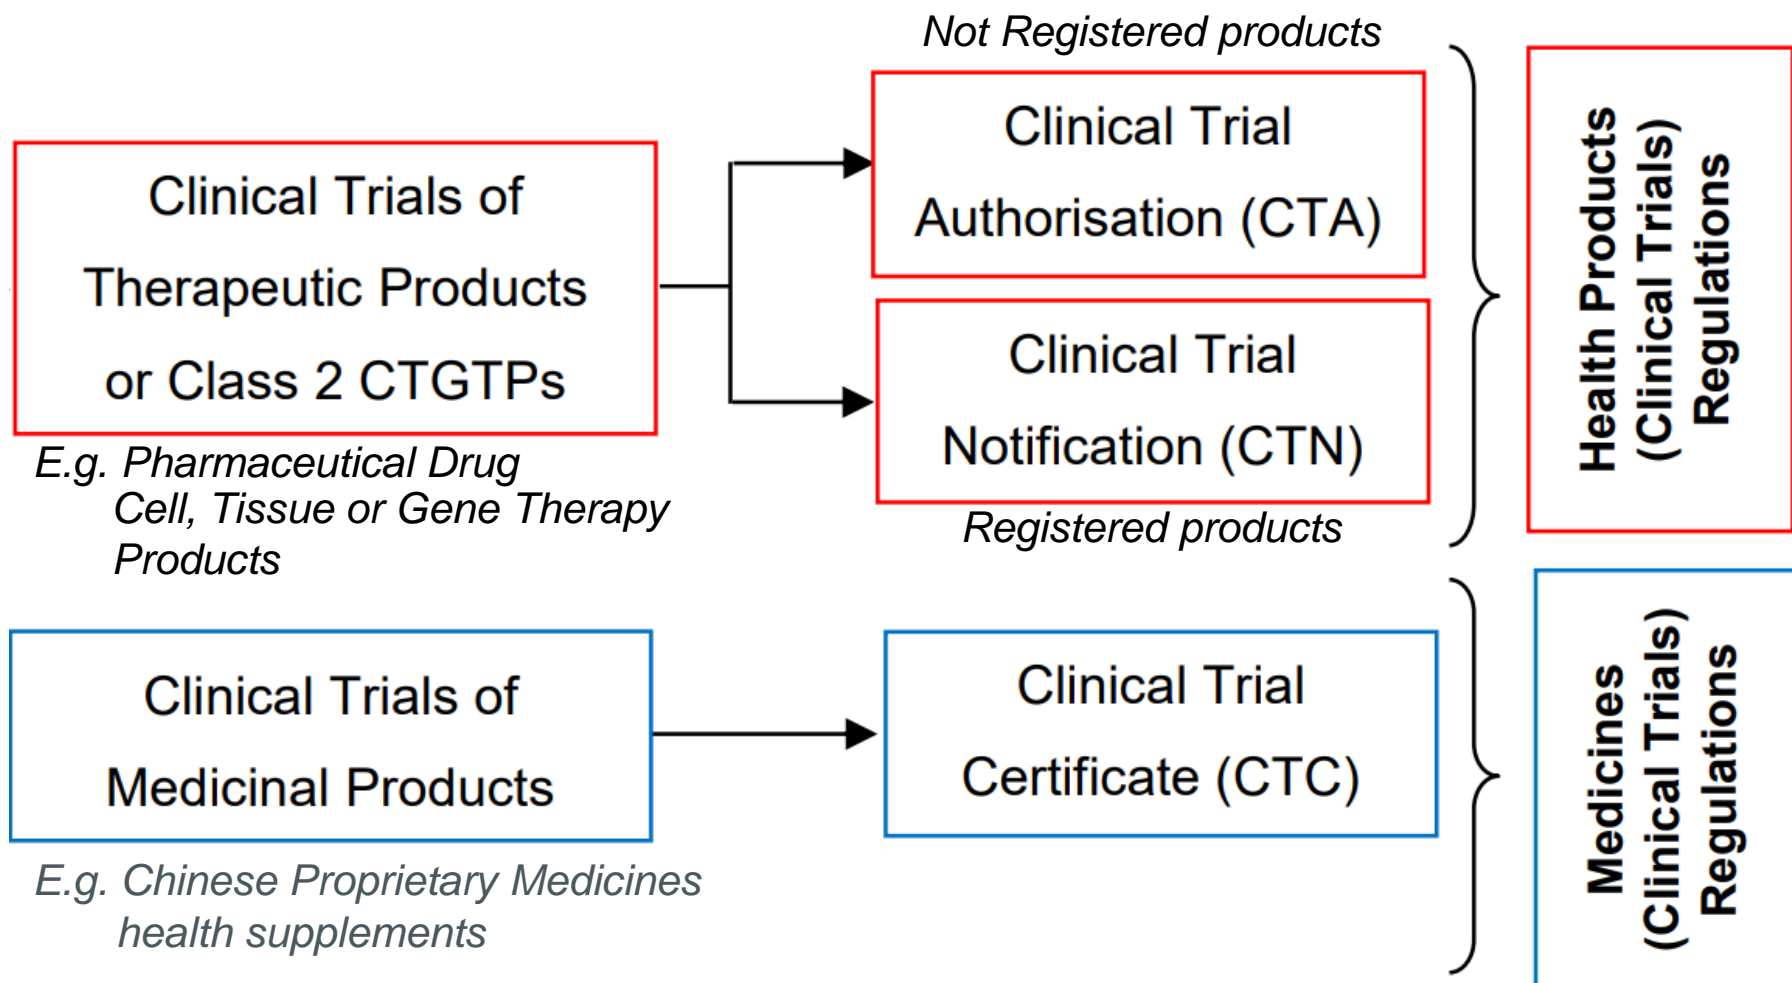 Not Registered products
Clinical Trials of
Therapeutic Products
or Class 2 CTGTPs
E.g. Pharmaceutical Drug
Cell, Tissue or Gene Therapy
Products
Clinical Trial
Authorisation (CTA)
Clinical Trial
Notification (CTN)
Registered products
Health Products
(Clinical Trials)
Regulations
Clinical Trials of
Medicinal Products
E.g. Chinese Proprietary Medicines
health supplements
Clinical Trial
Certificate (CTC)
Medicines
(Clinical Trials)
Regulations